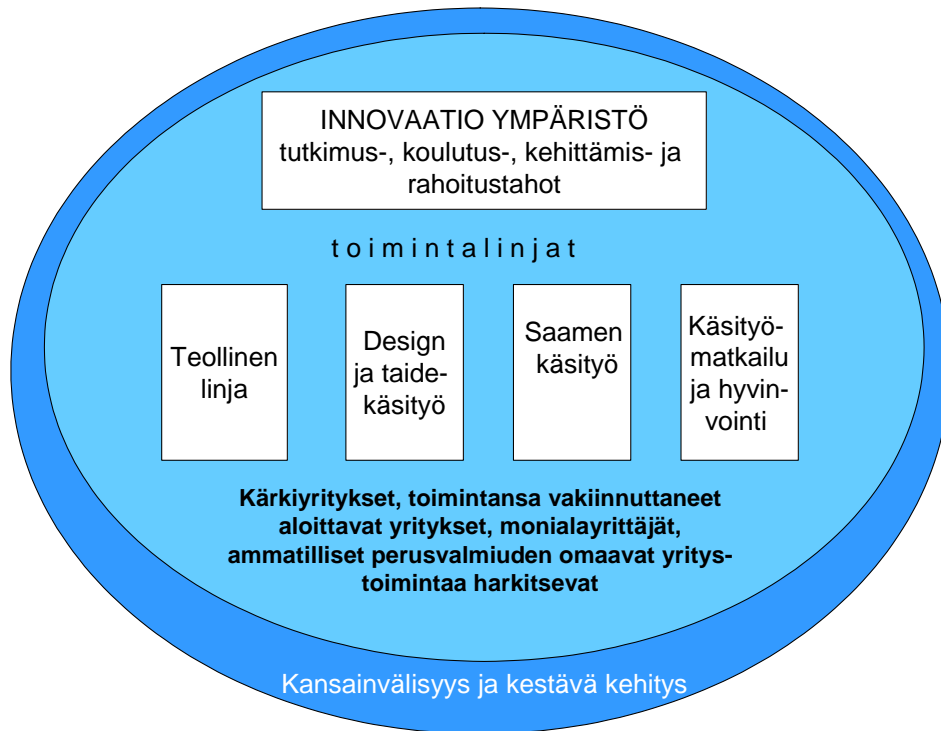 INNOVAATIO YMPÄRISTÖ
tutkimus-, koulutus-, kehittämis- ja
rahoitustahot
toimintalinjat
Teollinen
linja
Design
ja taide-
käsityö
Saamen
käsityö
Käsityö-
matkailu
ja hyvin-
vointi
Kärkiyritykset, toimintansa vakiinnuttaneet
aloittavat yritykset, monialayrittäjät,
ammatilliset perusvalmiuden omaavat yritys-
toimintaa harkitsevat
Kansainvälisyys ja kestävä kehitys